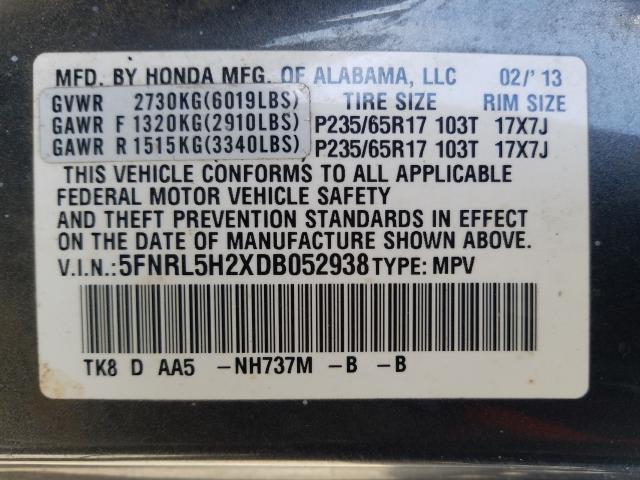 MFD. BY HONDA MFG. OF ALABAMA, LLC 02/'13
GVWR 2730KG(6019LBS) TIRE SIZE RIM SIZE
GAWR F 1320KG(2910LBS) P235/65R17 103T 17X7J
GAWR R 1515KG(3340LBS) P235/65R17 103T 17X7J
THIS VEHICLE CONFORMS TO ALL APPLICABLE
FEDERAL MOTOR VEHICLE SAFETY
AND THEFT PREVENTION STANDARDS IN EFFECT
ON THE DATE OF MANUFACTURE SHOWN ABOVE.
V.I.N.: 5FNRL5H2XDB052938 TYPE: MPV
TK8 D AA5 -NH737M -B -B